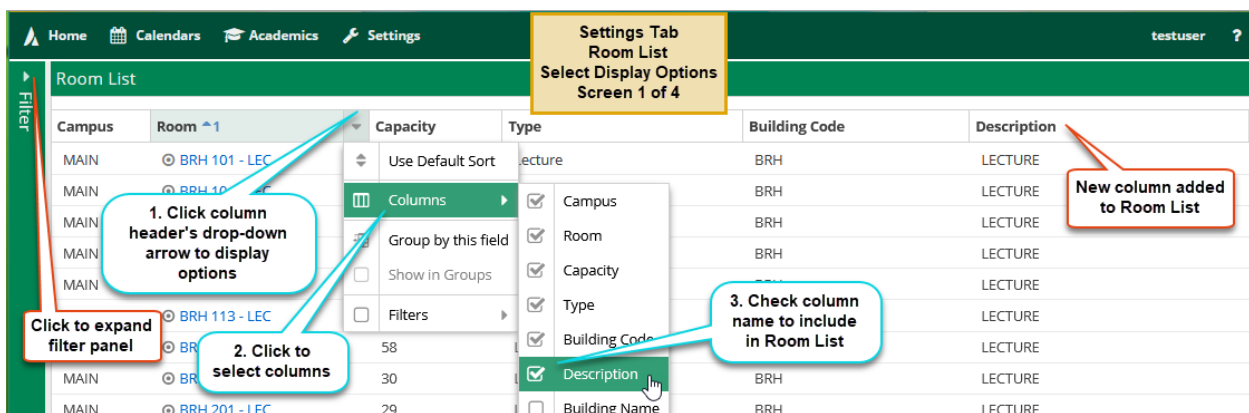 Home Calendars Academics Settings testuser ?
Settings Tab
Room List
Select Display Options
Screen 1 of 4
Filter
Room List
Campus Room 1 Capacity Type Building Code Description
MAIN BRH 101 - LEC Lecture BRH LECTURE
MAIN BRH LECTURE
MAIN BRH LECTURE
MAIN BRH LECTURE
MAIN LECTURE
BRH 113 - LEC BRH LECTURE
58 LECTURE
MAIN 30 BRH LECTURE
MAIN BRH 201 - LEC 29 BRH LECTURE
Use Default Sort
Columns
Group by this field
Show in Groups
Filters
Campus
Room
Capacity
Type
Building Code
Description
Building Name
1. Click column
header's drop-down
arrow to display
options
2. Click to
select columns
3. Check column
name to include
in Room List
New column added
to Room List
Click to expand
filter panel